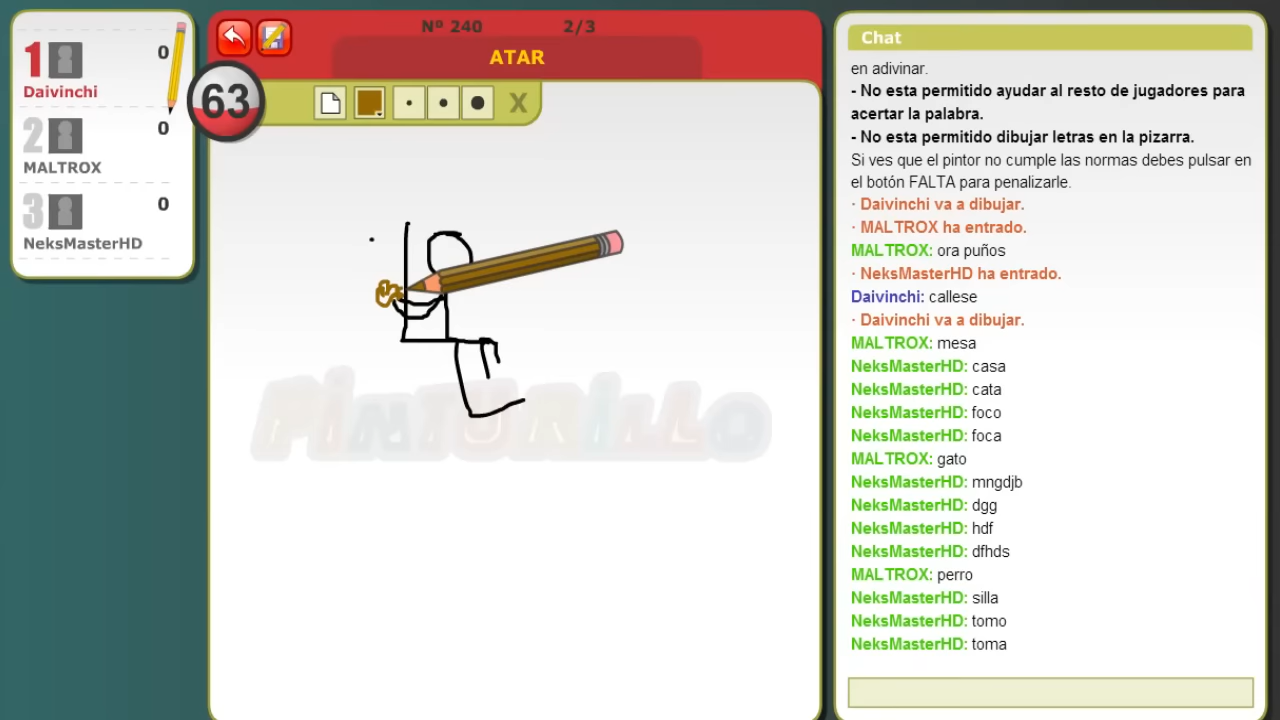 1
0
Daivinchi
2
0
MALTROX
3
0
NeksMasterHD
Nº 240
2/3
ATAR
63
X
PINTURILLO
Chat
en adivinar.
- No esta permitido ayudar al resto de jugadores para
acertar la palabra.
- No esta permitido dibujar letras en la pizarra.
Si ves que el pintor no cumple las normas debes pulsar en
el botón FALTA para penalizarle.
· Daivinchi va a dibujar.
· MALTROX ha entrado.
MALTROX: ora puños
· NeksMasterHD ha entrado.
Daivinchi: callese
· Daivinchi va a dibujar.
MALTROX: mesa
NeksMasterHD: casa
NeksMasterHD: cata
NeksMasterHD: foco
NeksMasterHD: foca
MALTROX: gato
NeksMasterHD: mngdjb
NeksMasterHD: dgg
NeksMasterHD: hdf
NeksMasterHD: dfhds
MALTROX: perro
NeksMasterHD: silla
NeksMasterHD: tomo
NeksMasterHD: toma